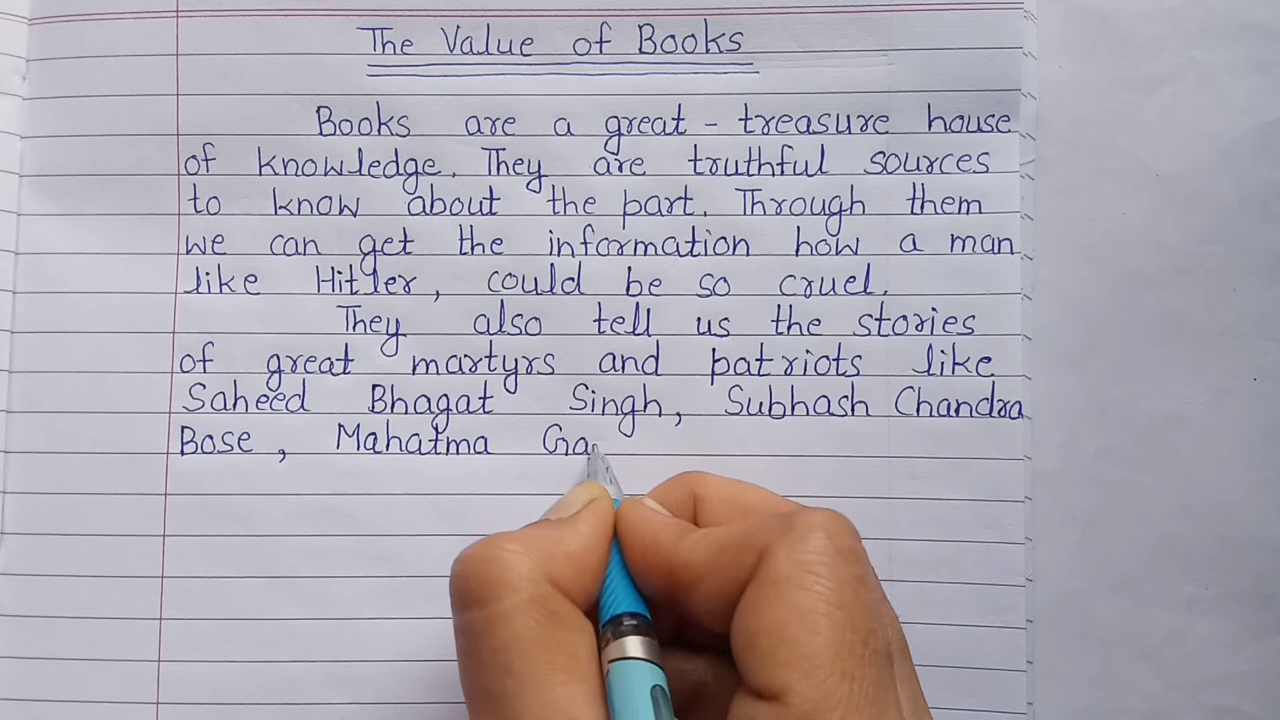 The Value of Books
Books are a great - treasure house
of knowledge. They are truthful sources
to know about the part. Through them
we can get the information how a man
like Hitler, could be so cruel.
They also tell us the stories
of great martyrs and patriots like
Saheed Bhagat Singh, Subhash Chandra
Bose, Mahatma Ga